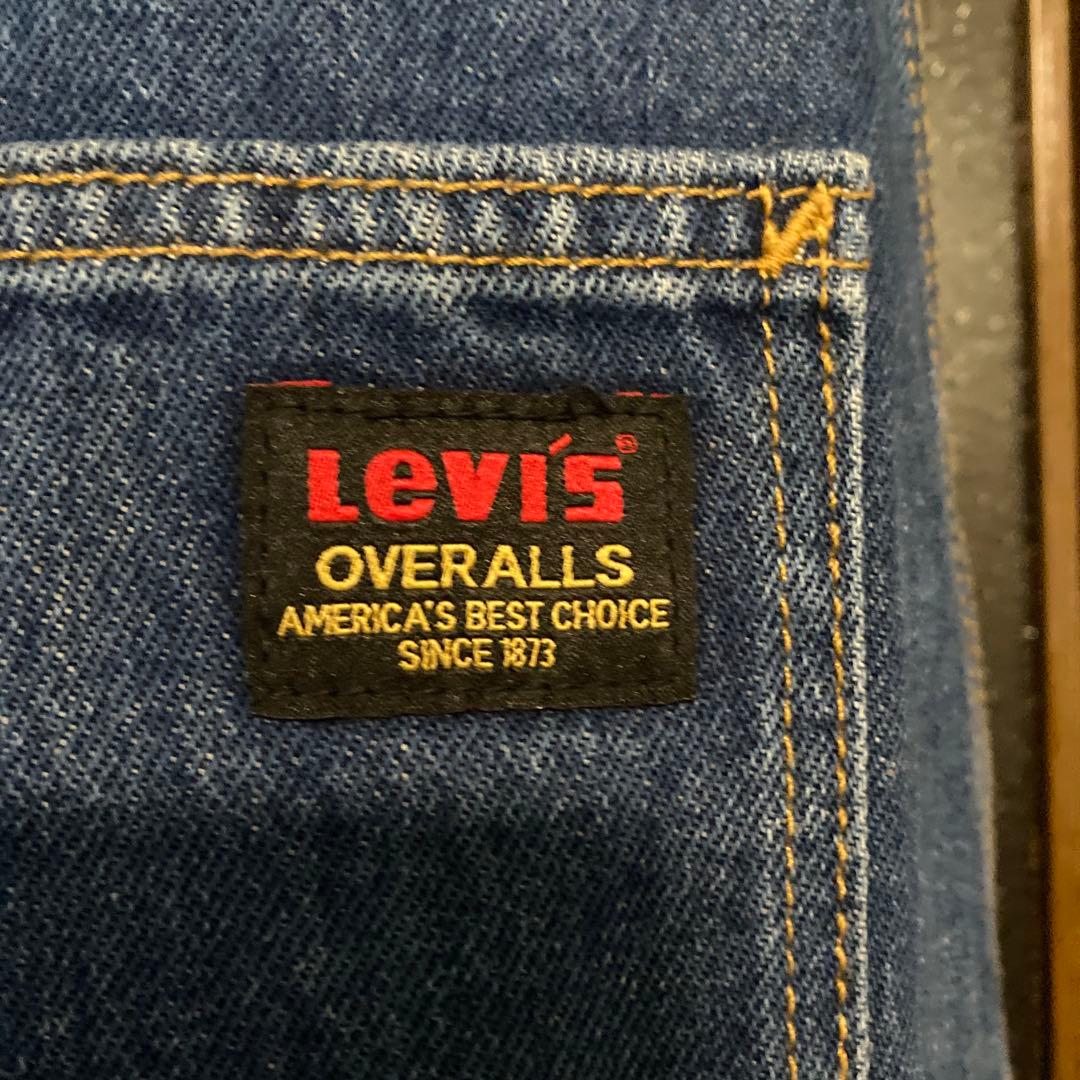 Levi's®
OVERALLS
AMERICA'S BEST CHOICE
SINCE 1873